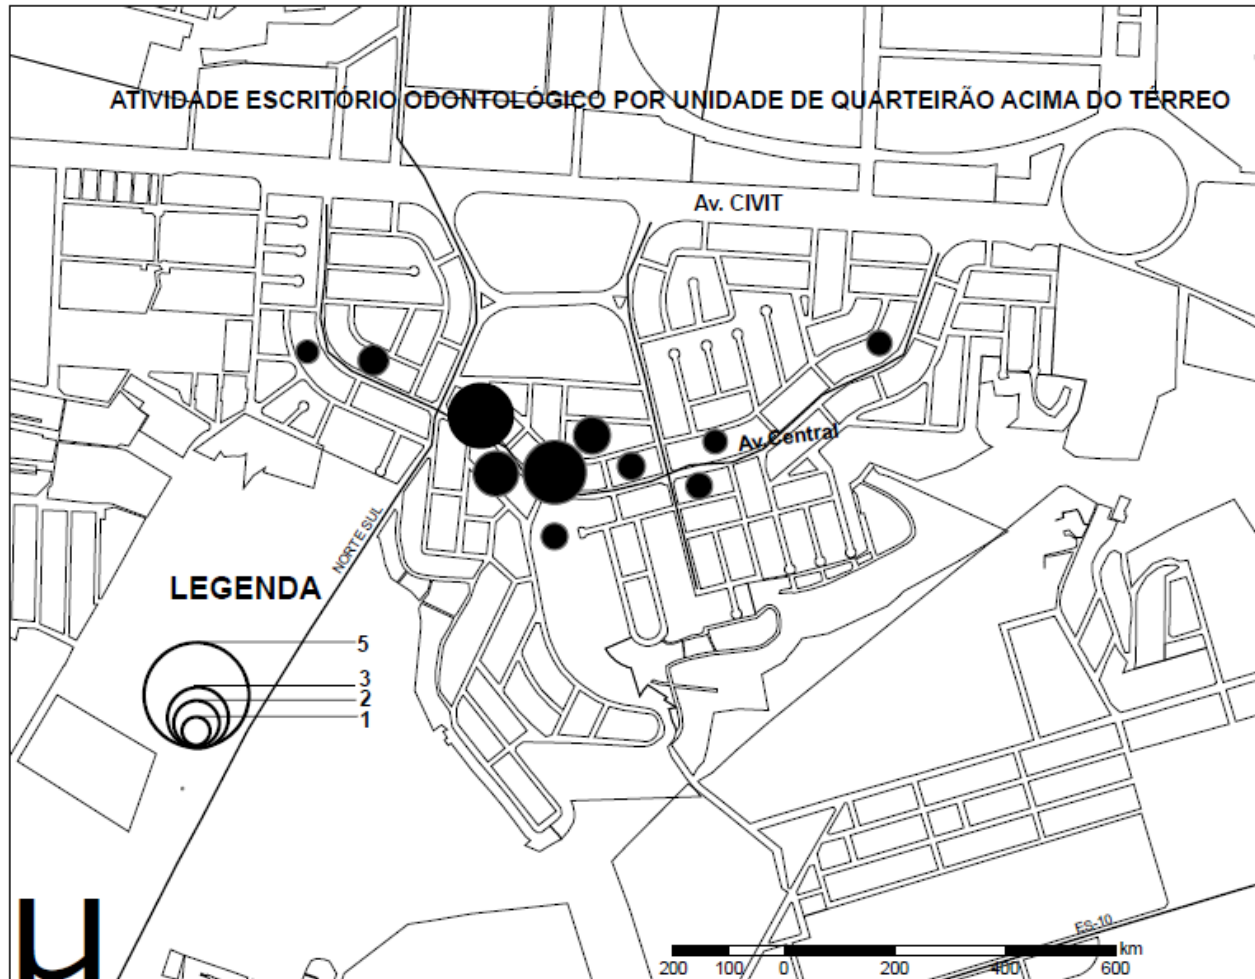 ATIVIDADE ESCRITÓRIO ODONTOLÓGICO POR UNIDADE DE QUARTEIRÃO ACIMA DO TÉRREO
Av. CIVIT
Av.Central
NORTE SUL
LEGENDA
5
3
2
1
µ
ES-10
km
200 100 0 200 400 600